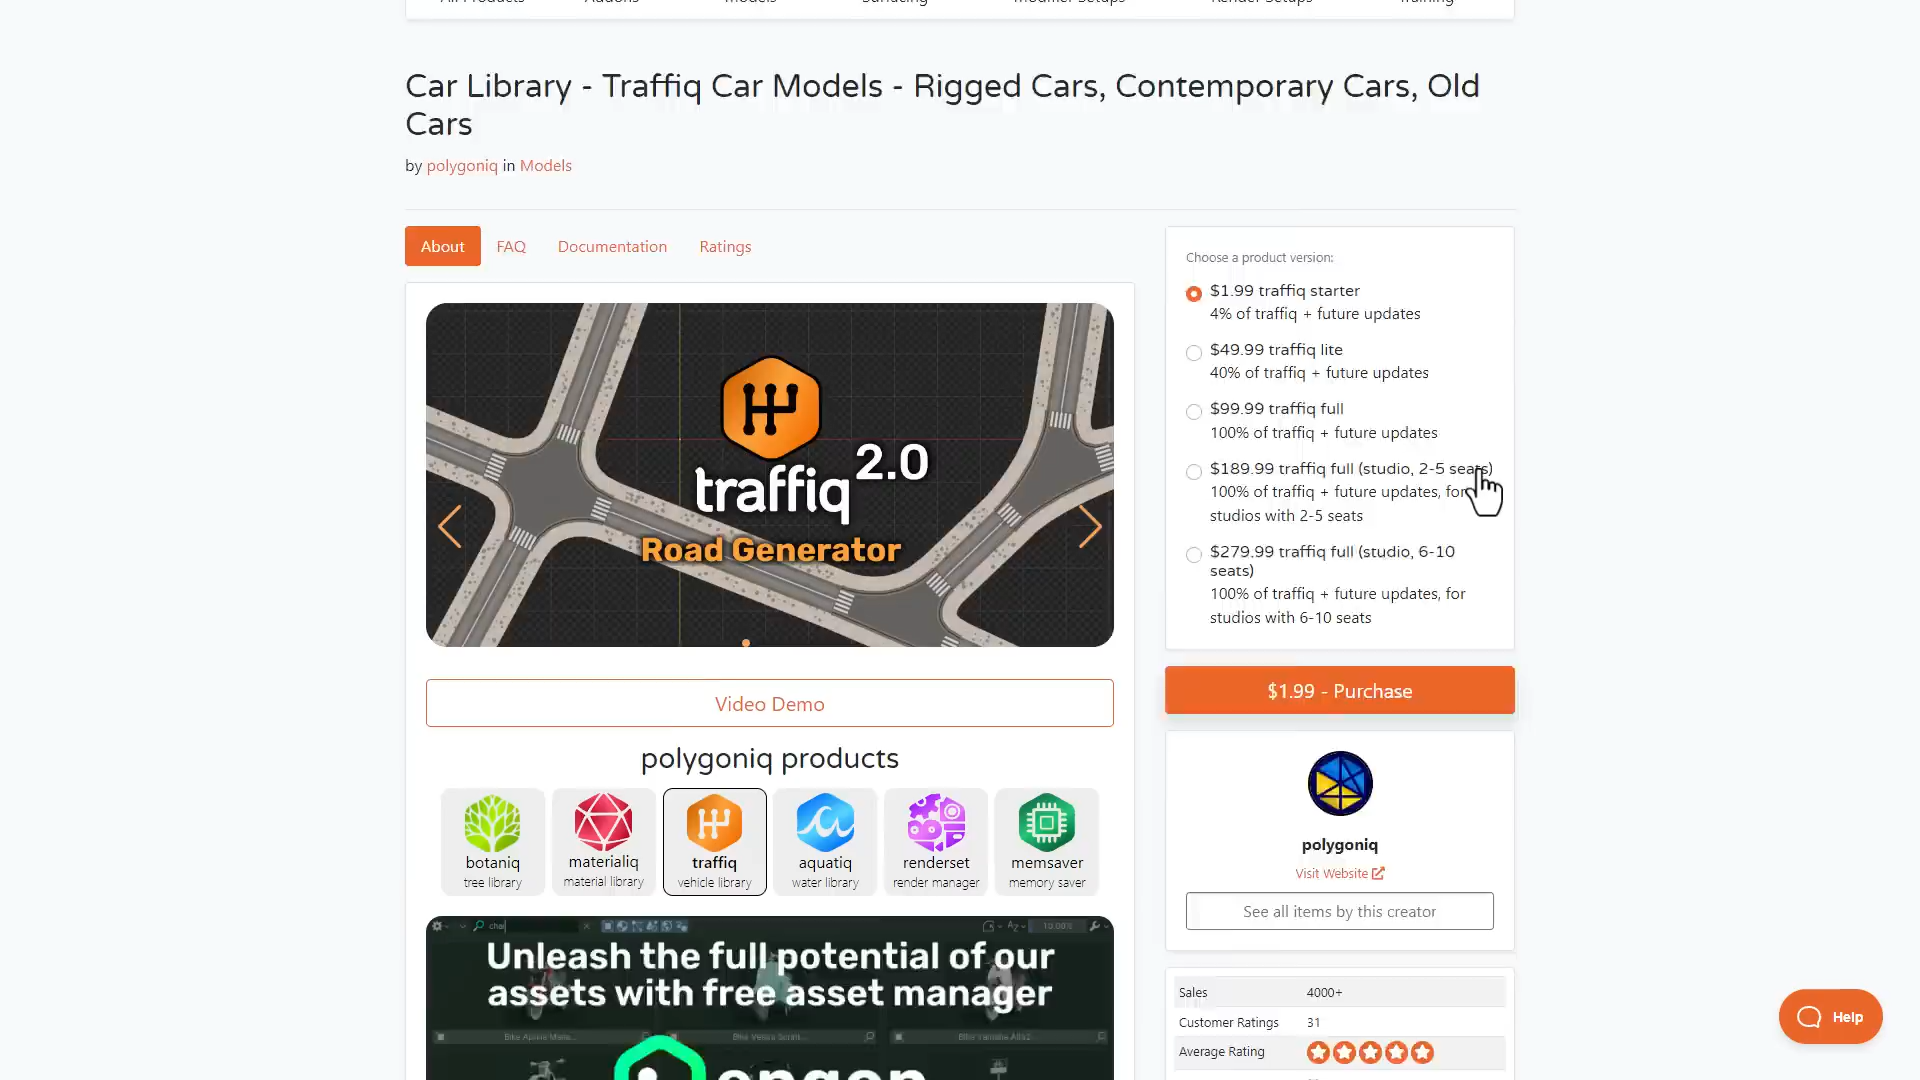 Car Library - Traffiq Car Models - Rigged Cars, Contemporary Cars, Old
Cars
by polygoniq in Models
About FAQ Documentation Ratings
traffiq 2.0
Road Generator
Video Demo
polygoniq products
botaniq
tree library
materialiq
material library
traffiq
vehicle library
aquatiq
water library
renderset
render manager
memsaver
memory saver
Unleash the full potential of our
assets with free asset manager
Choose a product version:
$1.99 traffiq starter
4% of traffiq + future updates
$49.99 traffiq lite
40% of traffiq + future updates
$99.99 traffiq full
100% of traffiq + future updates
$189.99 traffiq full (studio, 2-5 seats)
100% of traffiq + future updates, for
studios with 2-5 seats
$279.99 traffiq full (studio, 6-10
seats)
100% of traffiq + future updates, for
studios with 6-10 seats
$1.99 - Purchase
polygoniq
Visit Website
See all items by this creator
Sales 4000+
Customer Ratings 31
Average Rating
Help